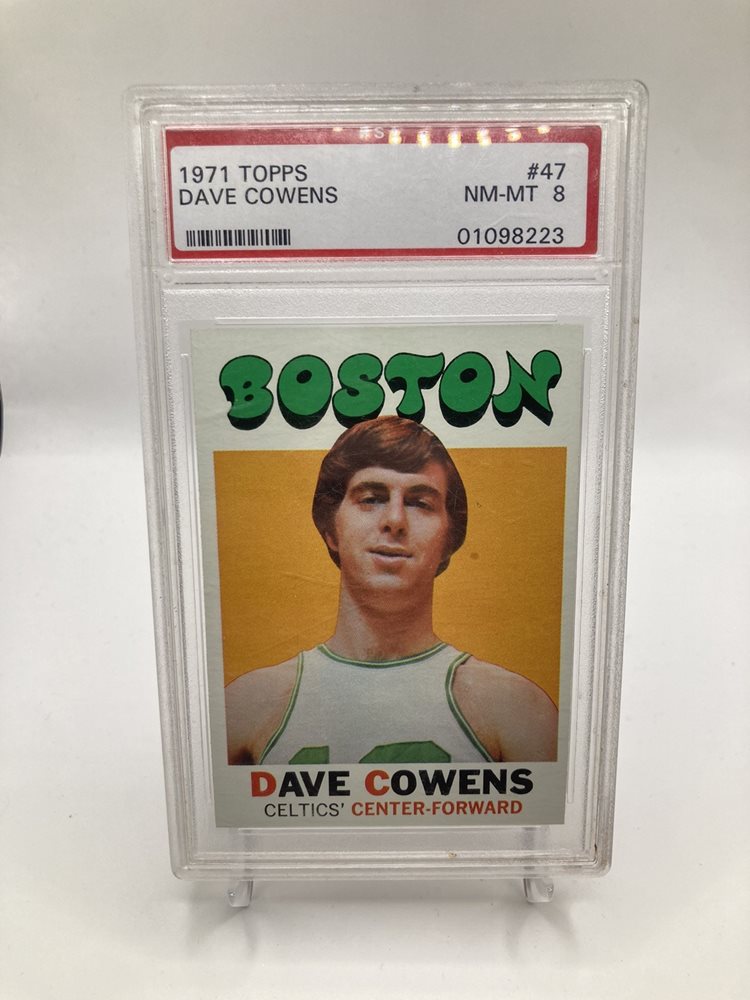 1971 TOPPS #47
DAVE COWENS NM-MT 8
01098223
BOSTON
DAVE COWENS
CELTICS' CENTER-FORWARD